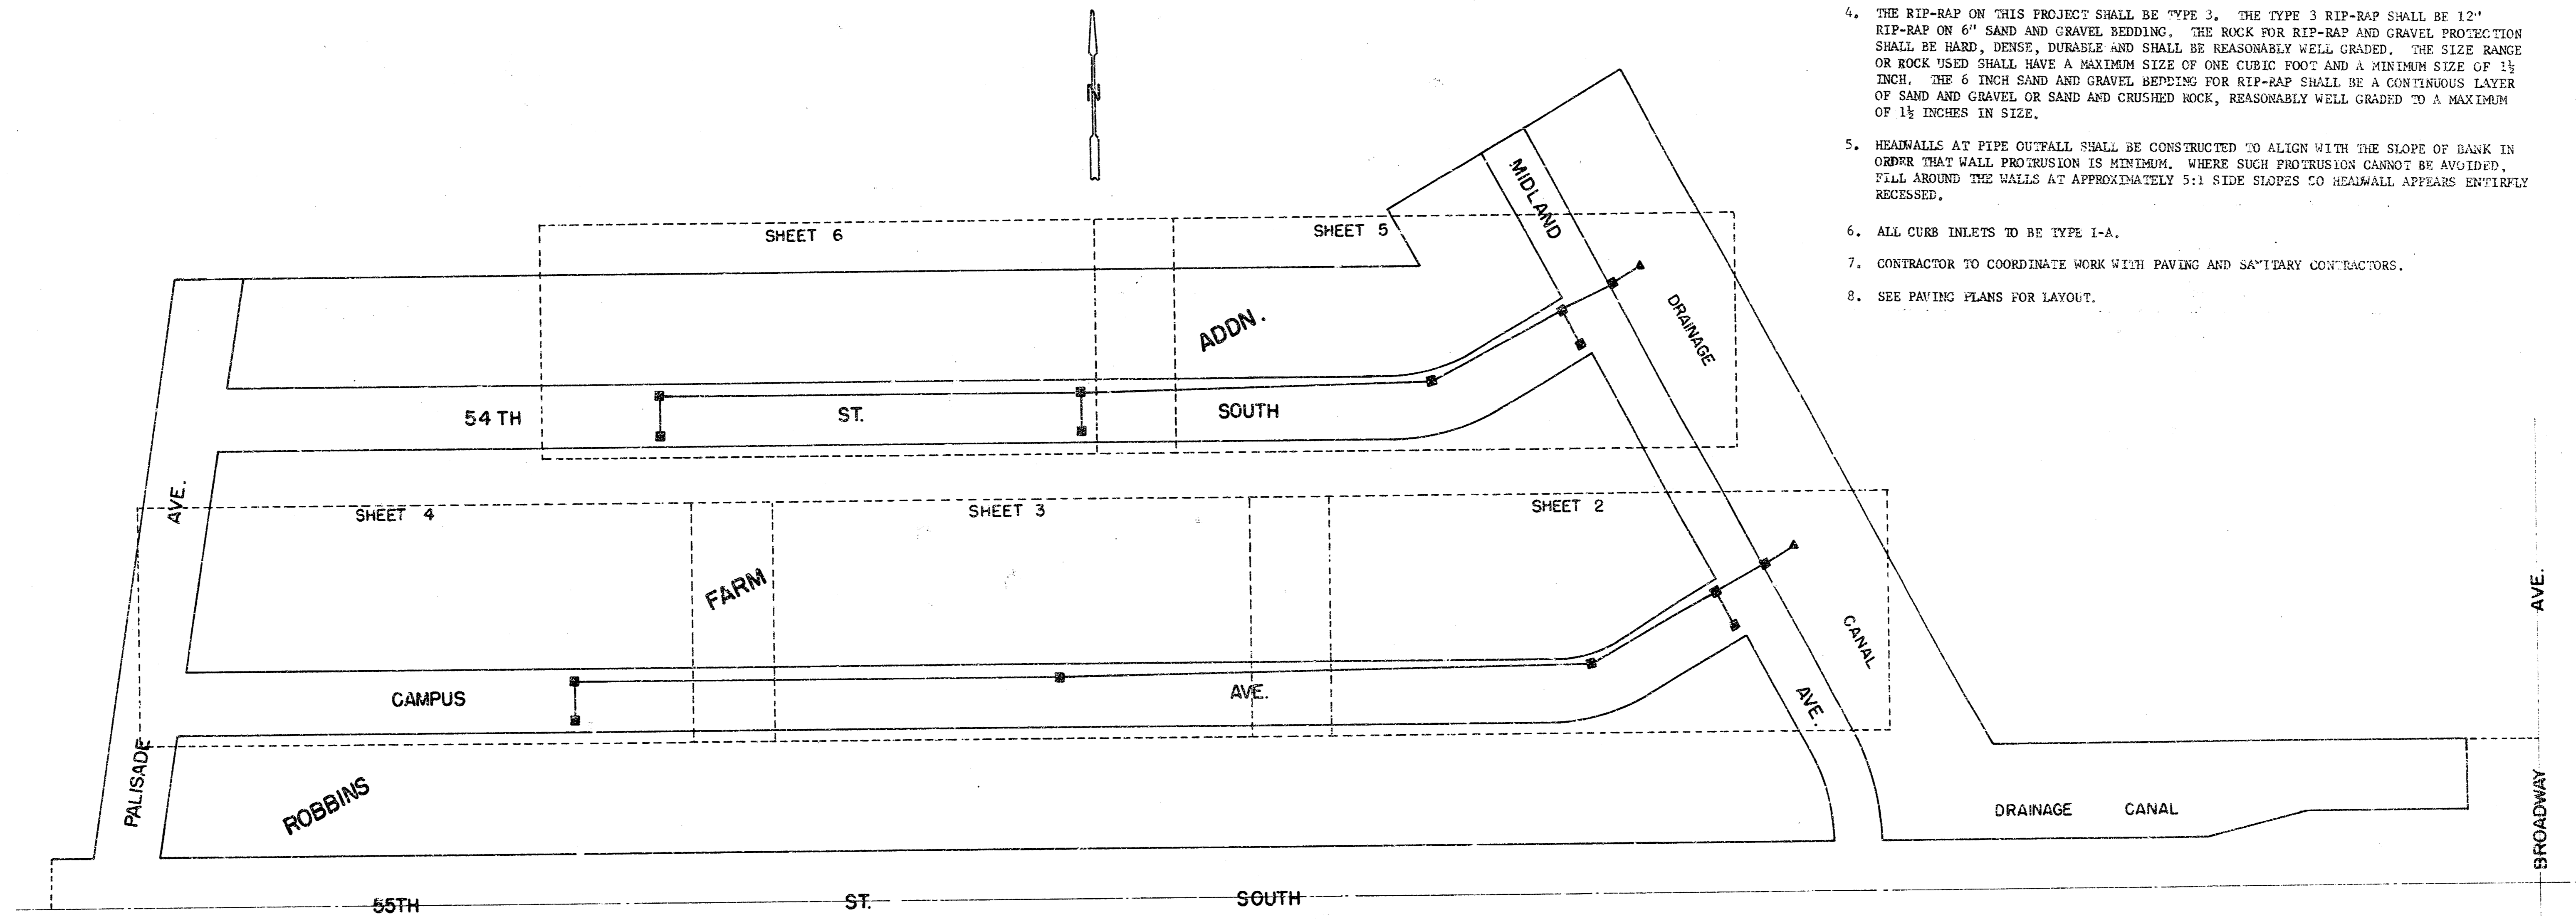 4. THE RIP-RAP ON THIS PROJECT SHALL BE TYPE 3. THE TYPE 3 RIP-RAP SHALL BE 12"
RIP-RAP ON 6" SAND AND GRAVEL BEDDING. THE ROCK FOR RIP-RAP AND GRAVEL PROTECTION
SHALL BE HARD, DENSE, DURABLE AND SHALL BE REASONABLY WELL GRADED. THE SIZE RANGE
OR ROCK USED SHALL HAVE A MAXIMUM SIZE OF ONE CUBIC FOOT AND A MINIMUM SIZE OF 1½
INCH. THE 6 INCH SAND AND GRAVEL BEDDING FOR RIP-RAP SHALL BE A CONTINUOUS LAYER
OF SAND AND GRAVEL OR SAND AND CRUSHED ROCK, REASONABLY WELL GRADED TO A MAXIMUM
OF 1½ INCHES IN SIZE.
5. HEADWALLS AT PIPE OUTFALL SHALL BE CONSTRUCTED TO ALIGN WITH THE SLOPE OF BANK IN
ORDER THAT WALL PROTRUSION IS MINIMUM. WHERE SUCH PROTRUSION CANNOT BE AVOIDED,
FILL AROUND THE WALLS AT APPROXIMATELY 5:1 SIDE SLOPES SO HEADWALL APPEARS ENTIRELY
RECESSED.
6. ALL CURB INLETS TO BE TYPE I-A.
7. CONTRACTOR TO COORDINATE WORK WITH PAVING AND SANITARY CONTRACTORS.
8. SEE PAVING PLANS FOR LAYOUT.
N
MIDLAND
SHEET 6
SHEET 5
DRAINAGE
ADDN.
54 TH
ST.
SOUTH
AVE.
SHEET 4
SHEET 3
SHEET 2
FARM
AVE.
CANAL
CAMPUS
AVE.
AVE.
PALISADE
ROBBINS
DRAINAGE CANAL
BROADWAY
55TH
ST.
SOUTH